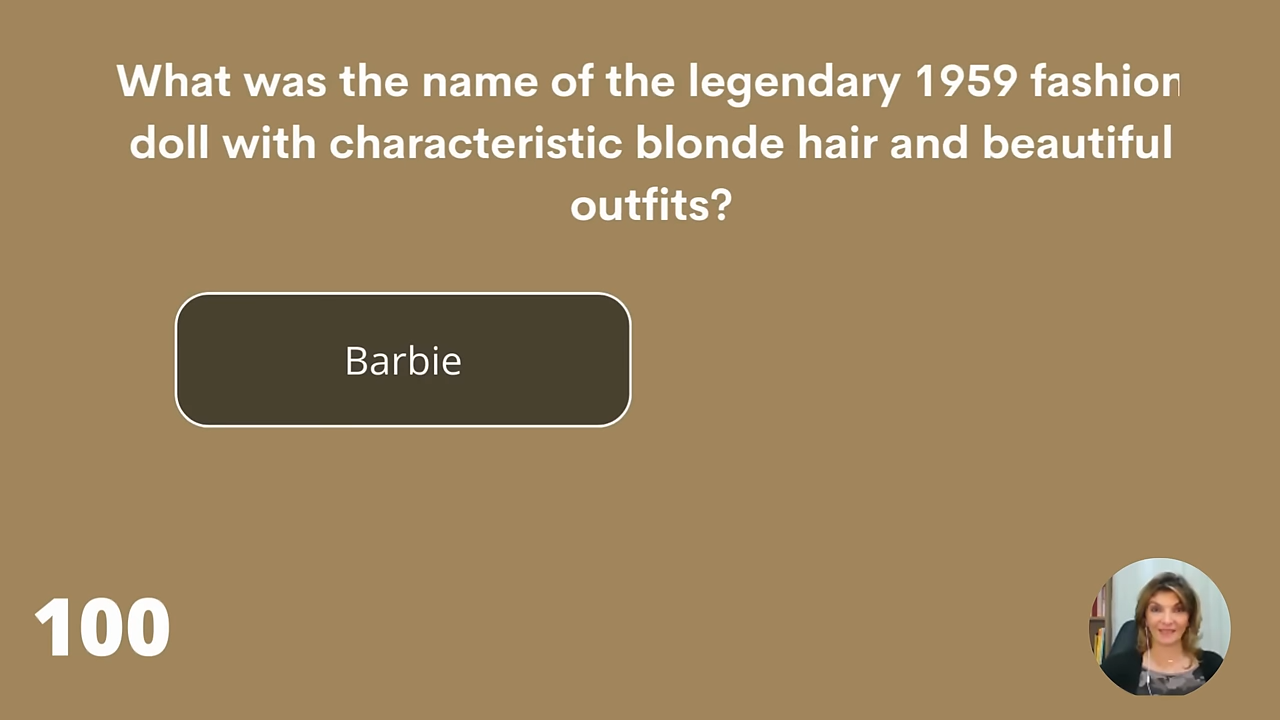 What was the name of the legendary 1959 fashion
doll with characteristic blonde hair and beautiful
outfits?
Barbie
100